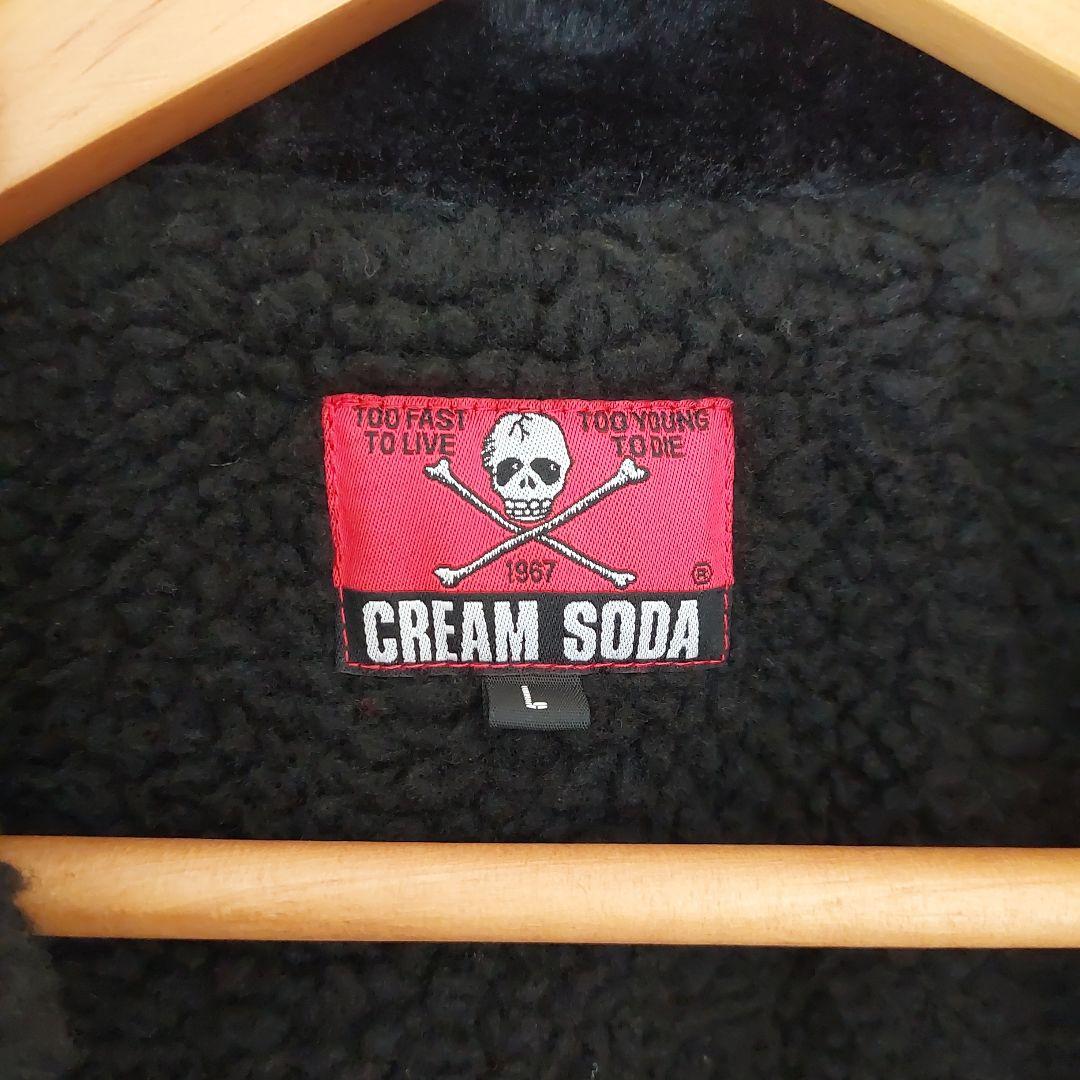 TOO FAST
TO LIVE
TOO YOUNG
TO DIE
1967
®
CREAM SODA
L